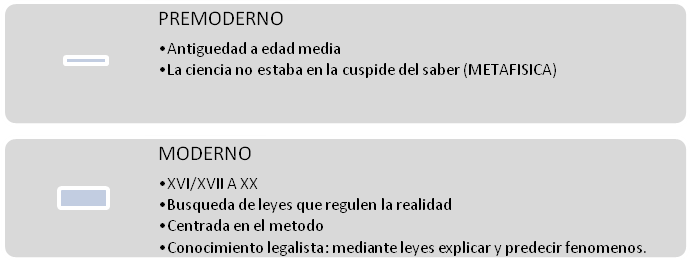 PREMODERNO
•Antiguedad a edad media
•La ciencia no estaba en la cuspide del saber (METAFISICA)
MODERNO
•XVI/XVII A XX
•Busqueda de leyes que regulen la realidad
•Centrada en el metodo
•Conocimiento legalista: mediante leyes explicar y predecir fenomenos.